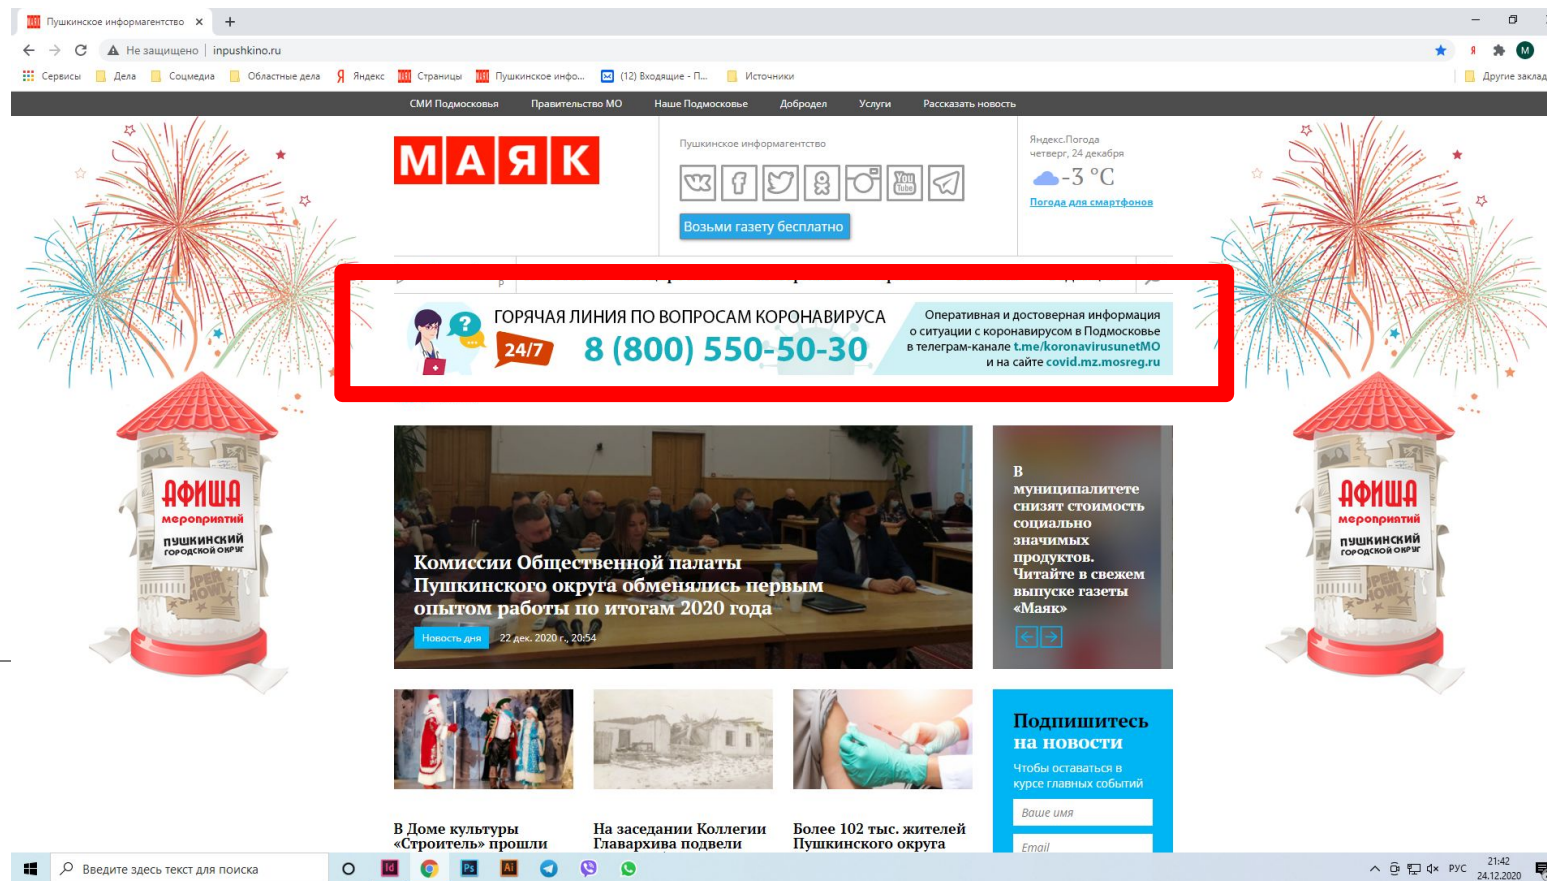 Пушкинское информагентство
Не защищено
inpushkino.ru
Сервисы
Дела
Соцмедиа
Областные дела
Яндекс
Страницы
Пушкинское инфо...
(12) Входящие - П...
Источники
Другие заклад
СМИ Подмосковья
Правительство МО
Наше Подмосковье
Добродел
Услуги
Рассказать новость
МАЯК
Пушкинское информагентство
You Tube
Возьми газету бесплатно
Яндекс.Погода
четверг, 24 декабря
-3 °C
Погода для смартфонов
ГОРЯЧАЯ ЛИНИЯ ПО ВОПРОСАМ КОРОНАВИРУСА
24/7
8 (800) 550-50-30
Оперативная и достоверная информация
о ситуации с коронавирусом в Подмосковье
в телеграм-канале t.me/koronavirusunetMO
и на сайте covid.mz.mosreg.ru
АФИША
мероприятий
ПУШКИНСКИЙ
ГОРОДСКОЙ ОКРУГ
Комиссии Общественной палаты
Пушкинского округа обменялись первым
опытом работы по итогам 2020 года
Новость дня
22 дек. 2020 г., 20:54
В
муниципалитете
снизят стоимость
социально
значимых
продуктов.
Читайте в свежем
выпуске газеты
«Маяк»
АФИША
мероприятий
ПУШКИНСКИЙ
ГОРОДСКОЙ ОКРУГ
В Доме культуры
«Строитель» прошли
На заседании Коллегии
Главархива подвели
Более 102 тыс. жителей
Пушкинского округа
Подпишитесь
на новости
Чтобы оставаться в
курсе главных событий
Ваше имя
Email
Введите здесь текст для поиска
Id
Ps
Ai
РУС
21:42
24.12.2020